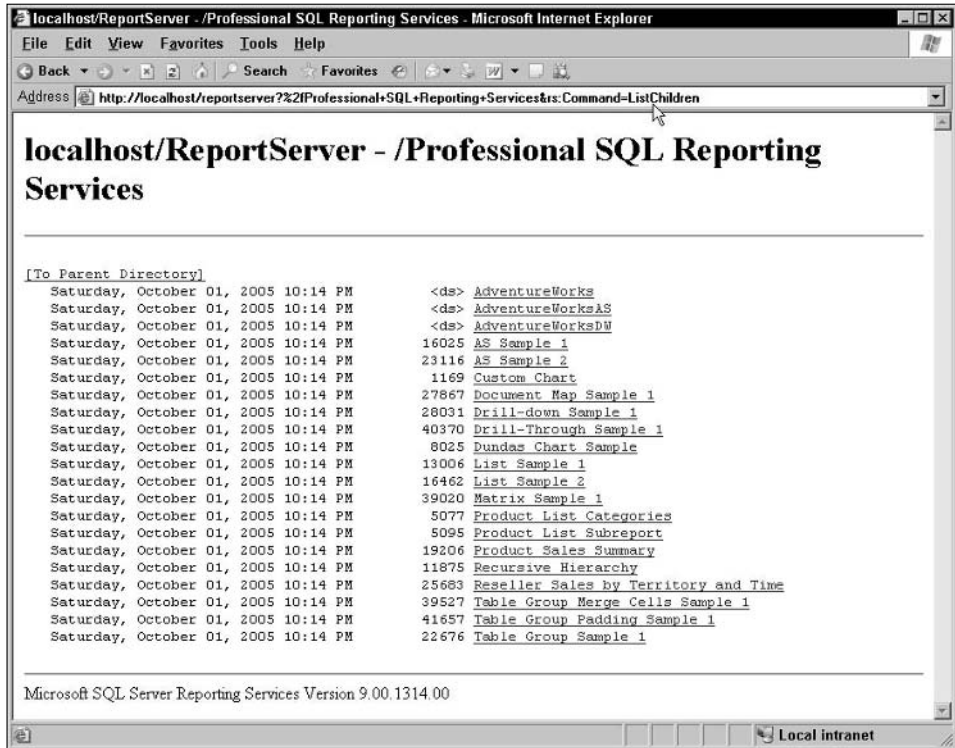 localhost/ReportServer - /Professional SQL Reporting Services - Microsoft Internet Explorer
File Edit View Favorites Tools Help
Back Search Favorites
Address http://localhost/reportserver?%2fProfessional+SQL+Reporting+Services&rs:Command=ListChildren
localhost/ReportServer - /Professional SQL Reporting
Services
[To Parent Directory]
Saturday, October 01, 2005 10:14 PM <ds> AdventureWorks
Saturday, October 01, 2005 10:14 PM <ds> AdventureWorksAS
Saturday, October 01, 2005 10:14 PM <ds> AdventureWorksDW
Saturday, October 01, 2005 10:14 PM 16025 AS Sample 1
Saturday, October 01, 2005 10:14 PM 23116 AS Sample 2
Saturday, October 01, 2005 10:14 PM 1169 Custom Chart
Saturday, October 01, 2005 10:14 PM 27867 Document Map Sample 1
Saturday, October 01, 2005 10:14 PM 28031 Drill-down Sample 1
Saturday, October 01, 2005 10:14 PM 40370 Drill-Through Sample 1
Saturday, October 01, 2005 10:14 PM 8025 Dundas Chart Sample
Saturday, October 01, 2005 10:14 PM 13006 List Sample 1
Saturday, October 01, 2005 10:14 PM 16462 List Sample 2
Saturday, October 01, 2005 10:14 PM 39020 Matrix Sample 1
Saturday, October 01, 2005 10:14 PM 5077 Product List Categories
Saturday, October 01, 2005 10:14 PM 5095 Product List Subreport
Saturday, October 01, 2005 10:14 PM 19206 Product Sales Summary
Saturday, October 01, 2005 10:14 PM 11875 Recursive Hierarchy
Saturday, October 01, 2005 10:14 PM 25683 Reseller Sales by Territory and Time
Saturday, October 01, 2005 10:14 PM 39527 Table Group Merge Cells Sample 1
Saturday, October 01, 2005 10:14 PM 41657 Table Group Padding Sample 1
Saturday, October 01, 2005 10:14 PM 22676 Table Group Sample 1
Microsoft SQL Server Reporting Services Version 9.00.1314.00
Local intranet